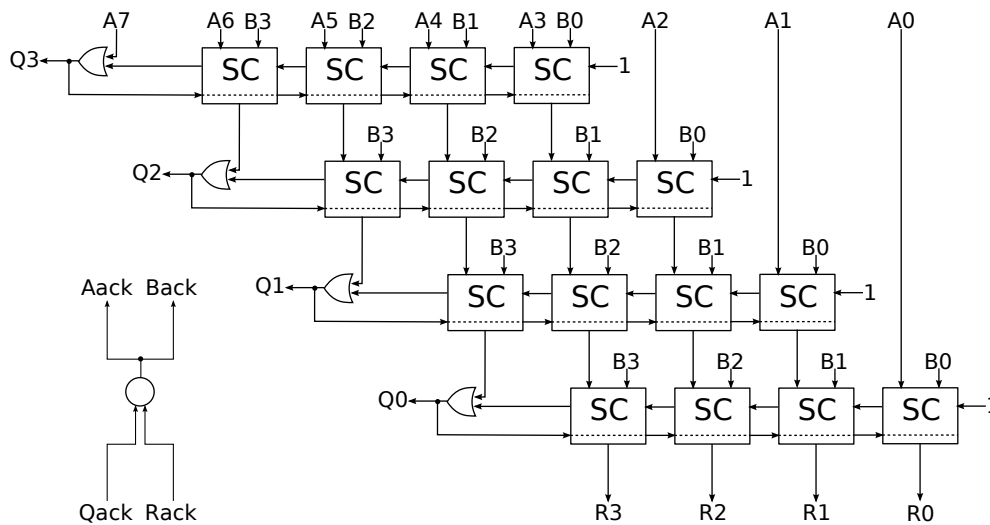 A7 A6 B3 A5 B2 A4 B1 A3 B0 A2 A1 A0
Q3 SC SC SC SC 1
B3 B2 B1 B0
Q2 SC SC SC SC 1
B3 B2 B1 B0
Aack Back Q1 SC SC SC SC 1
B3 B2 B1 B0
Q0 SC SC SC SC 1
Qack Rack R3 R2 R1 R0